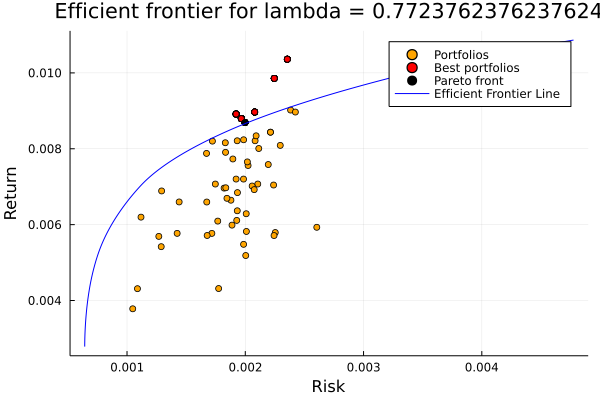 Efficient frontier for lambda = 0.7723762376237624
Portfolios
Best portfolios
Pareto front
Efficient Frontier Line
0.010
0.008
0.006
0.004
Return
0.001 0.002 0.003 0.004
Risk